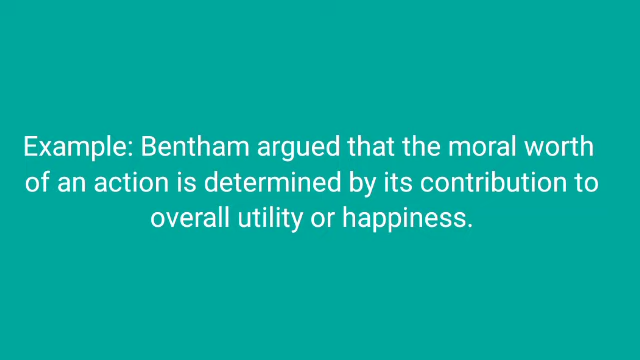 Example: Bentham argued that the moral worth
of an action is determined by its contribution to
overall utility or happiness.